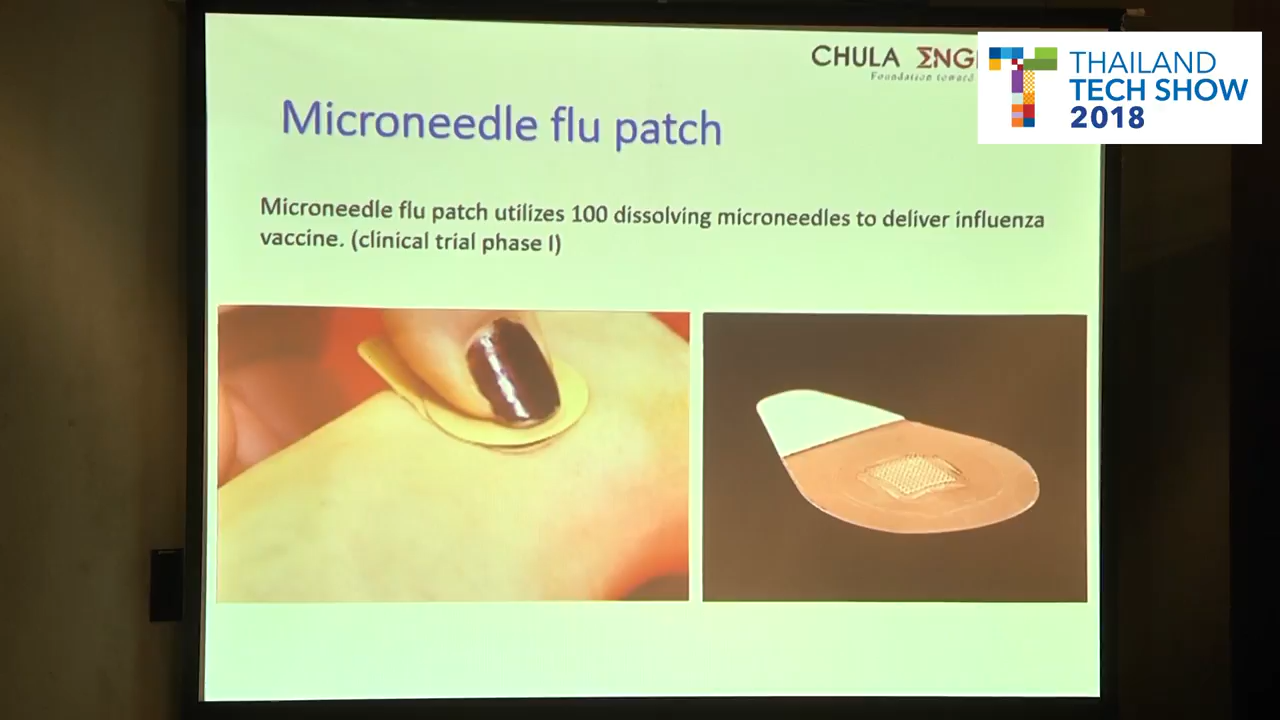 CHULA ΣNG
Foundation toward
THAILAND
TECH SHOW
2018
Microneedle flu patch
Microneedle flu patch utilizes 100 dissolving microneedles to deliver influenza
vaccine. (clinical trial phase I)